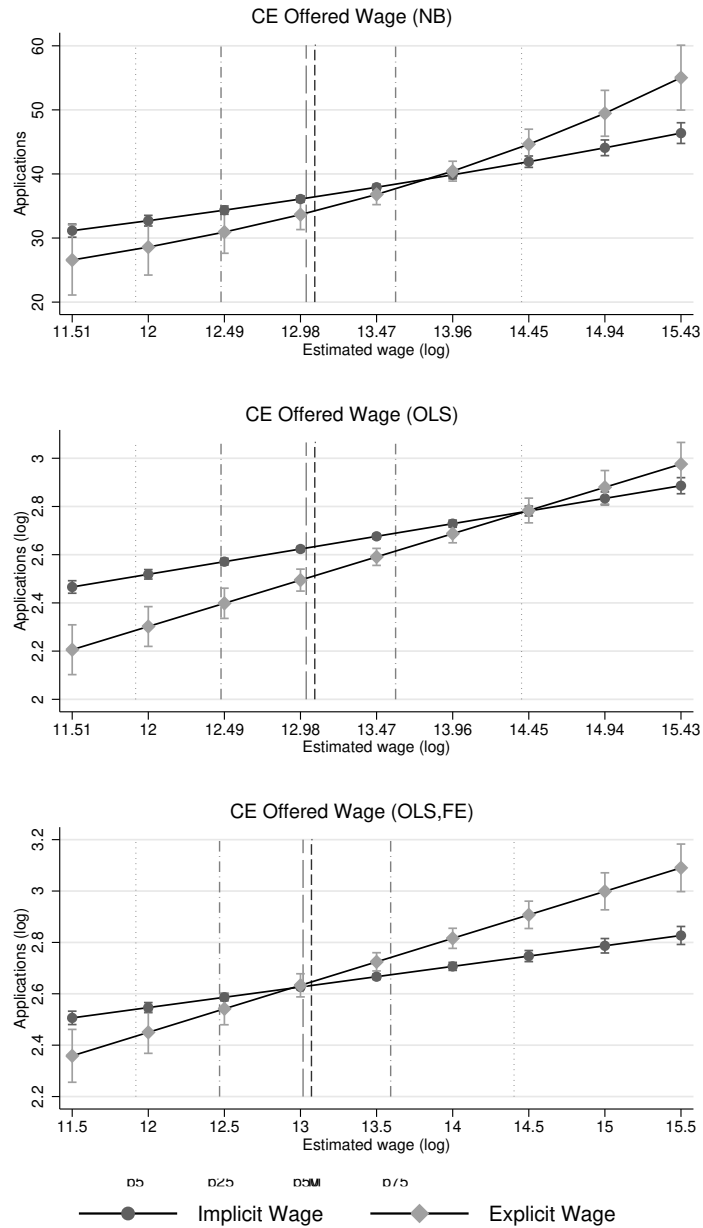 CE Offered Wage (NB)
60
50
40
30
20
Applications
11.51 12 12.49 12.98 13.47 13.96 14.45 14.94 15.43
Estimated wage (log)
CE Offered Wage (OLS)
3
2.8
2.6
2.4
2.2
2
Applications (log)
11.51 12 12.49 12.98 13.47 13.96 14.45 14.94 15.43
Estimated wage (log)
CE Offered Wage (OLS,FE)
3.2
3
2.8
2.6
2.4
2.2
Applications (log)
11.5 12 12.5 13 13.5 14 14.5 15 15.5
Estimated wage (log)
p5 p25 p75
Implicit Wage Explicit Wage